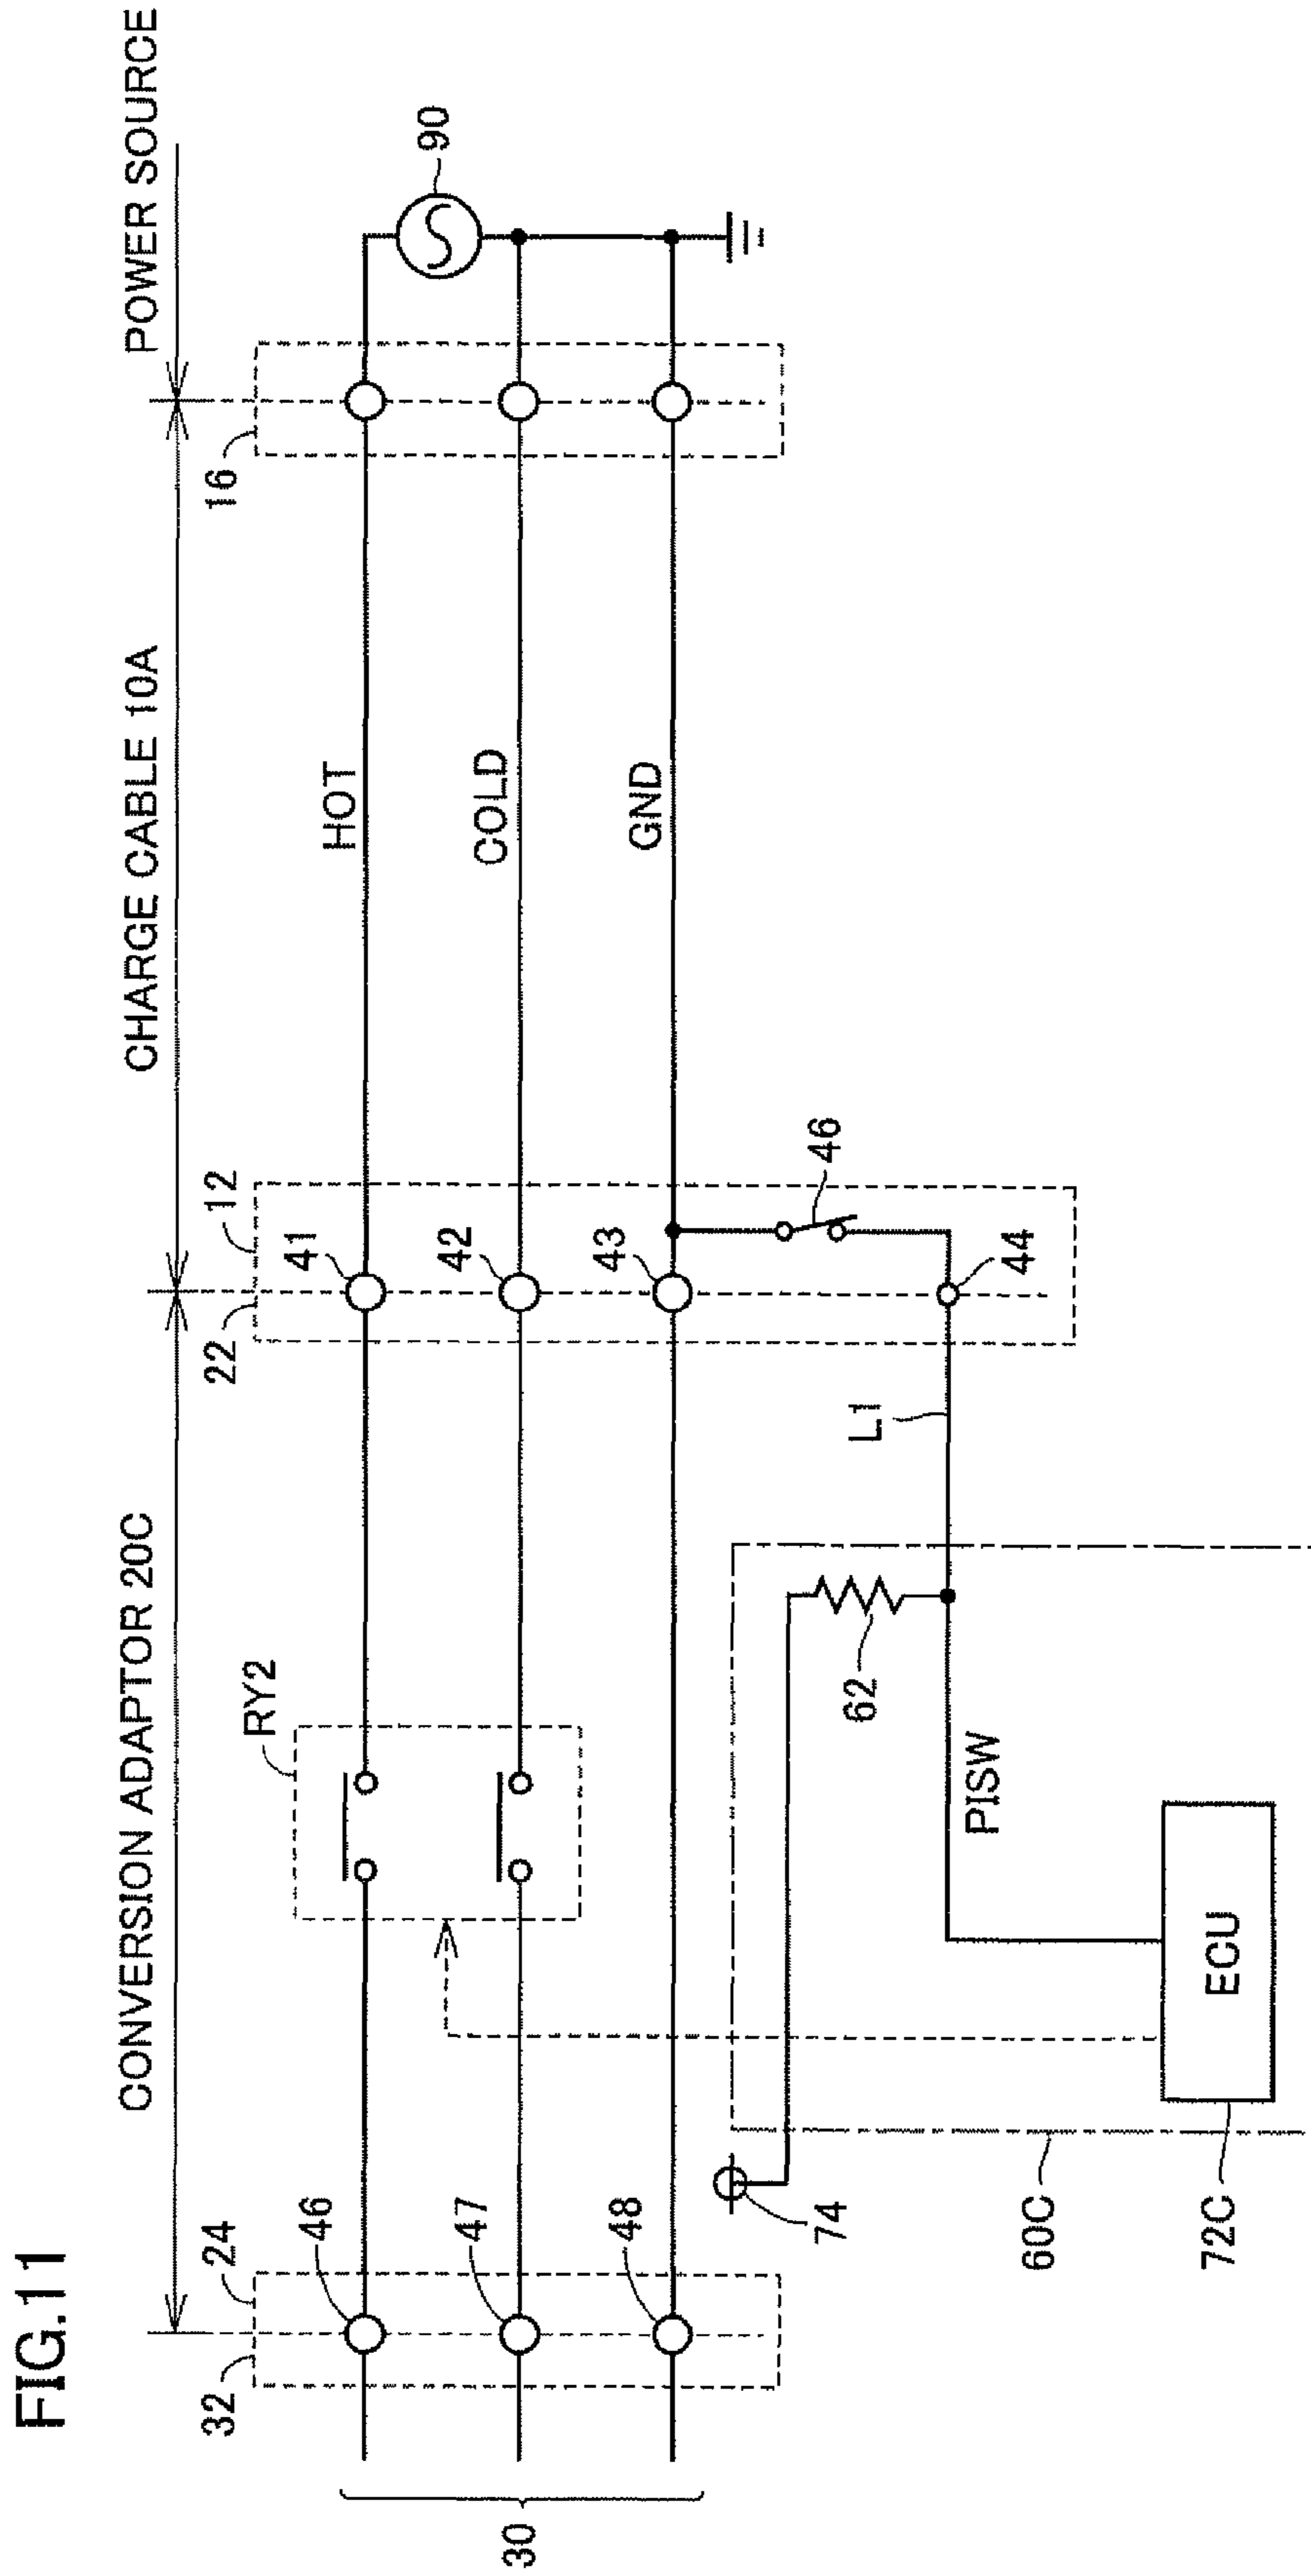 FIG.11
CONVERSION ADAPTOR 20C
CHARGE CABLE 10A
POWER SOURCE
32
24
22
12
16
RY2
46
41
HOT
90
47
42
COLD
48
43
GND
30
74
62
L1
46
PISW
44
60C
72C
ECU